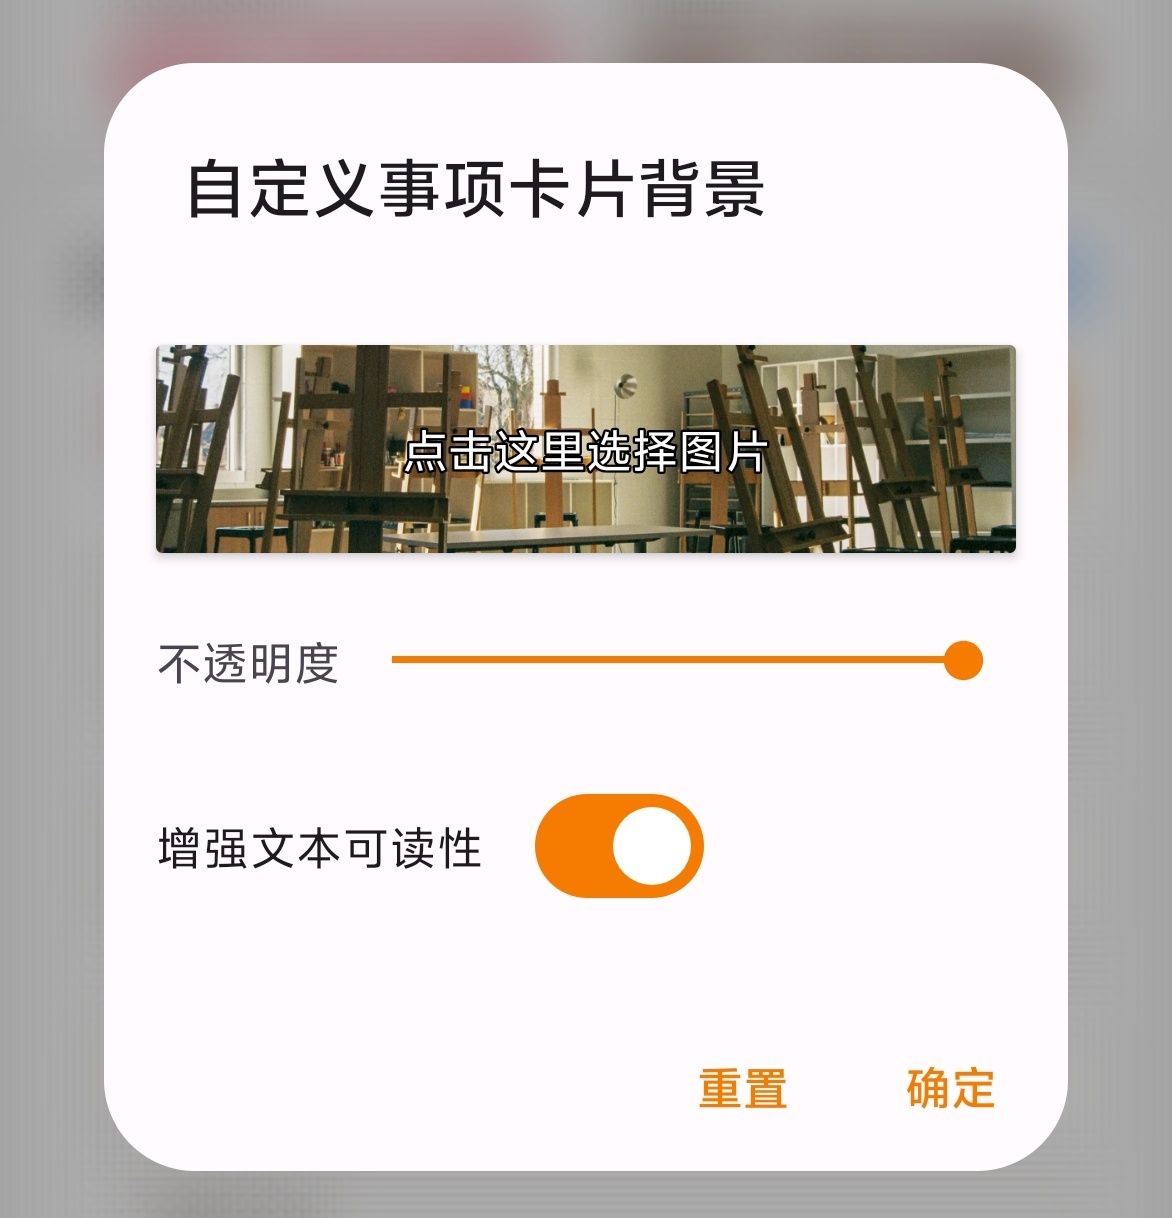 自定义事项卡片背景
点击这里选择图片
不透明度
增强文本可读性
重置
确定